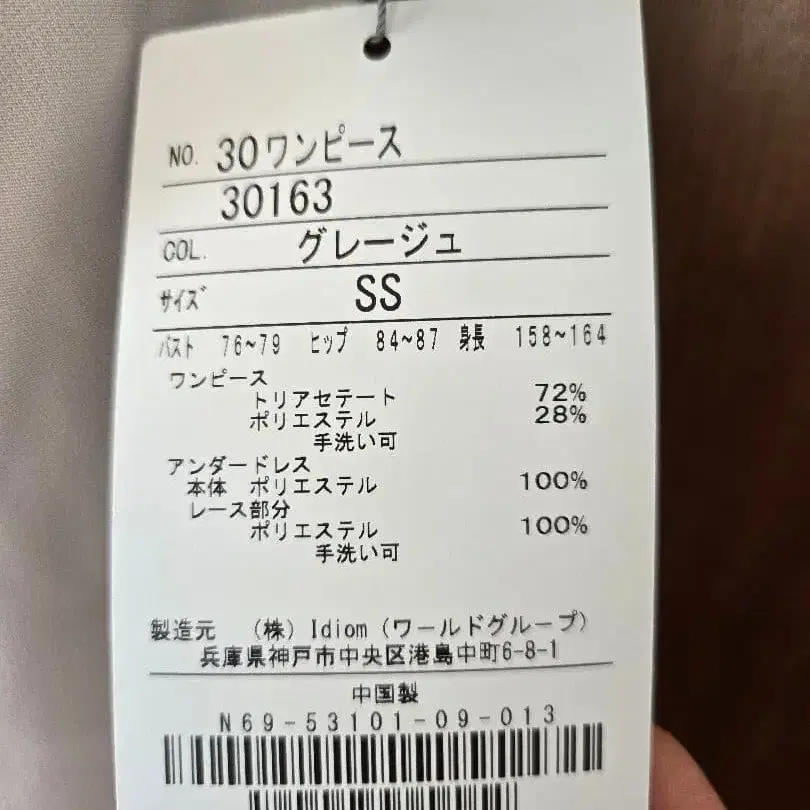 NO. 30ワンピース
30163
COL. グレージュ
サイズ SS
バスト 76~79 ヒップ 84~87 身長 158~164
ワンピース
トリアセテート 72%
ポリエステル 28%
手洗い可
アンダードレス
本体 ポリエステル 100%
レース部分
ポリエステル 100%
手洗い可
製造元 (株) Idiom (ワールドグループ)
兵庫県神戸市中央区港島中町6-8-1
中国製
N69-53101-09-013